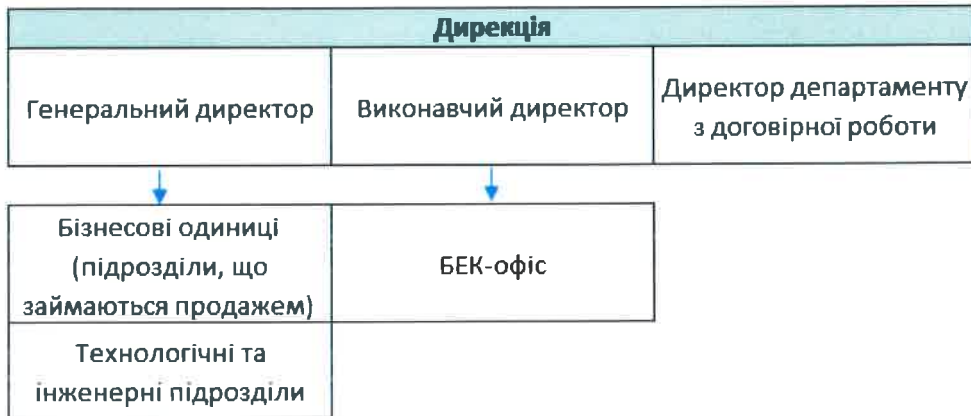 Дирекція
Генеральний директор
Виконавчий директор
Директор департаменту
з договірної роботи
Бізнесові одиниці
(підрозділи, що
займаються продажем)
БЕК-офіс
Технологічні та
інженерні підрозділи